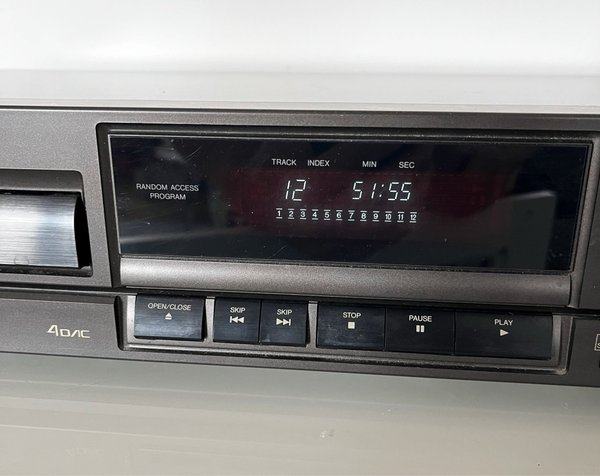 TRACK INDEX MIN SEC
RANDOM ACCESS
PROGRAM
12 51:55
1 2 3 4 5 6 7 8 9 10 11 12
OPEN/CLOSE
SKIP
SKIP
STOP
PAUSE
PLAY
4DAC